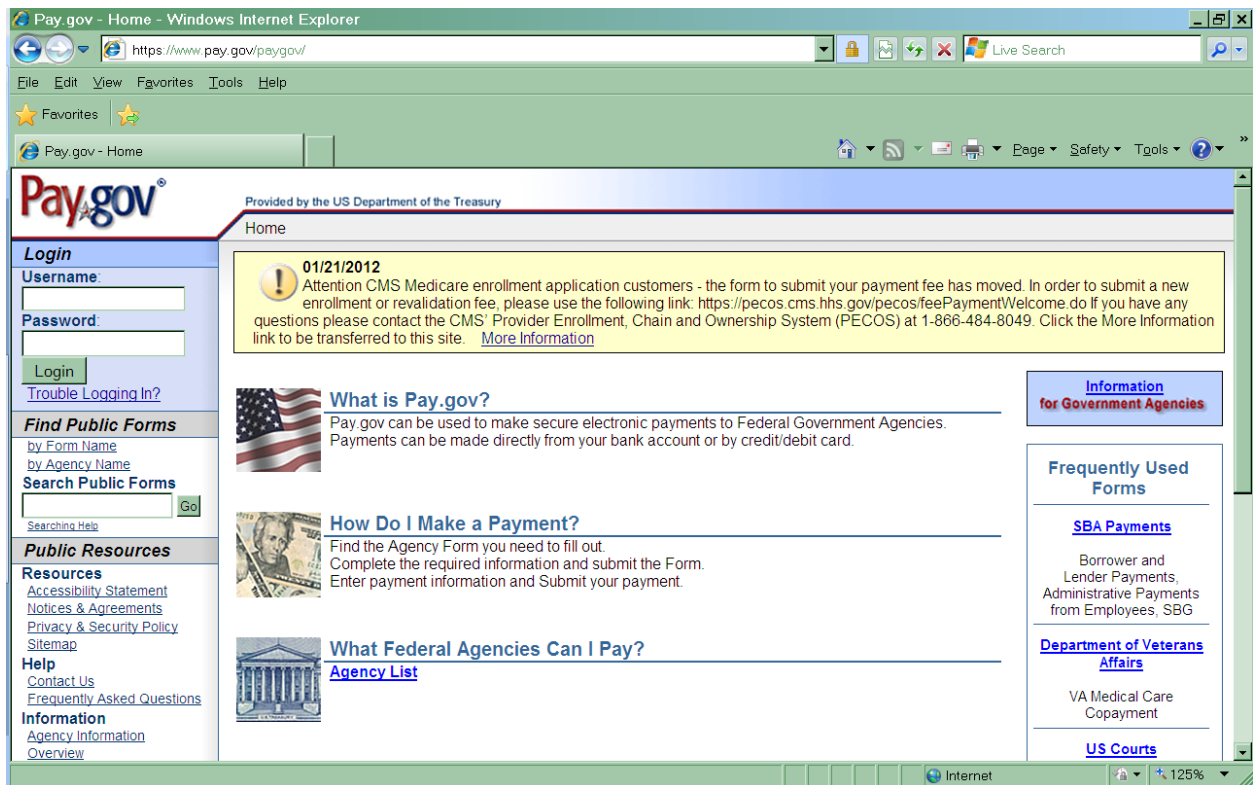 Pay.gov - Home - Windows Internet Explorer
https://www.pay.gov/paygov/
Live Search
File Edit View Favorites Tools Help
Favorites
Pay.gov - Home
Page Safety Tools
Pay.gov®
Provided by the US Department of the Treasury
Home
Login
Username:
Password:
Login
Trouble Logging In?
Find Public Forms
by Form Name
by Agency Name
Search Public Forms
Go
Searching Help
Public Resources
Resources
Accessibility Statement
Notices & Agreements
Privacy & Security Policy
Sitemap
Help
Contact Us
Frequently Asked Questions
Information
Agency Information
Overview
01/21/2012
Attention CMS Medicare enrollment application customers - the form to submit your payment fee has moved. In order to submit a new
enrollment or revalidation fee, please use the following link: https://pecos.cms.hhs.gov/pecos/feePaymentWelcome.do If you have any
questions please contact the CMS' Provider Enrollment, Chain and Ownership System (PECOS) at 1-866-484-8049. Click the More Information
link to be transferred to this site. More Information
What is Pay.gov?
Pay.gov can be used to make secure electronic payments to Federal Government Agencies.
Payments can be made directly from your bank account or by credit/debit card.
How Do I Make a Payment?
Find the Agency Form you need to fill out.
Complete the required information and submit the Form.
Enter payment information and Submit your payment.
What Federal Agencies Can I Pay?
Agency List
Information
for Government Agencies
Frequently Used
Forms
SBA Payments
Borrower and
Lender Payments,
Administrative Payments
from Employees, SBG
Department of Veterans
Affairs
VA Medical Care
Copayment
US Courts
Internet
125%